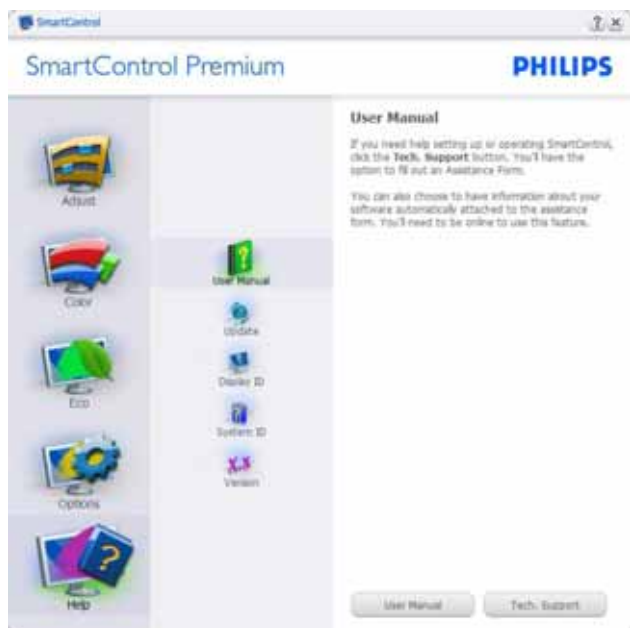 SmartControl
? x
SmartControl Premium
PHILIPS
Adjust
Color
Eco
Options
Help
User Manual
Update
Display ID
System ID
Version
User Manual
If you need help setting up or operating SmartControl,
click the Tech. Support button. You'll have the
option to fill out an Assistance Form.
You can also choose to have information about your
software automatically attached to the assistance
form. You'll need to be online to use this feature.
User Manual
Tech. Support